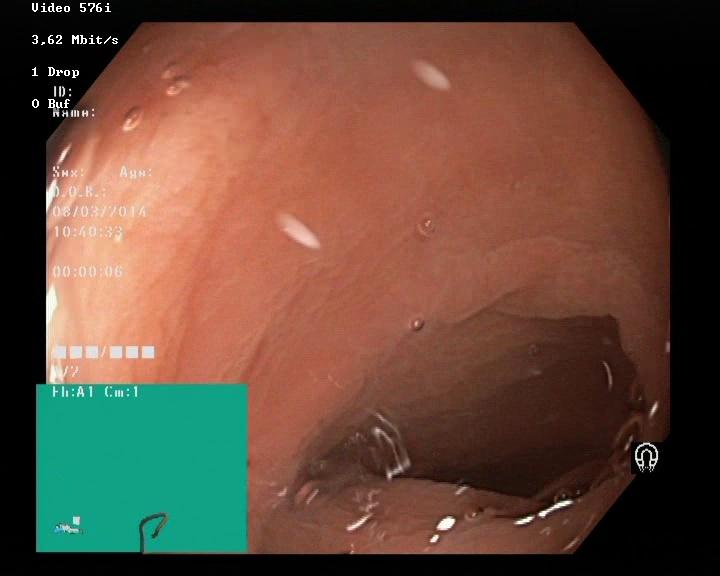 Video 576i
3,62 Mbit/s
1 Drop
ID:
0 Buf
Name:
Sex: Age:
D.O.B.:
08/03/2014
10:40:33
00:00:06
Eh:A1 Cm:1